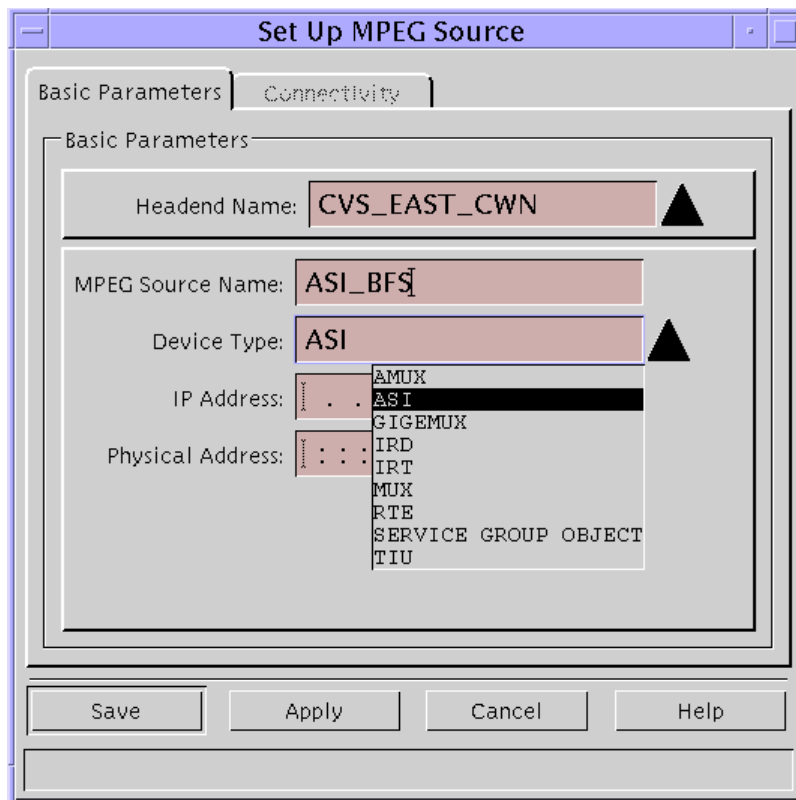 Set Up MPEG Source
Basic Parameters
Connectivity
Basic Parameters
Headend Name: CVS_EAST_CWN
MPEG Source Name: ASI_BFS
Device Type: ASI
IP Address: . .
Physical Address: : : :
AMUX
ASI
GIGEMUX
IRD
IRT
MUX
RTE
SERVICE GROUP OBJECT
TIU
Save
Apply
Cancel
Help